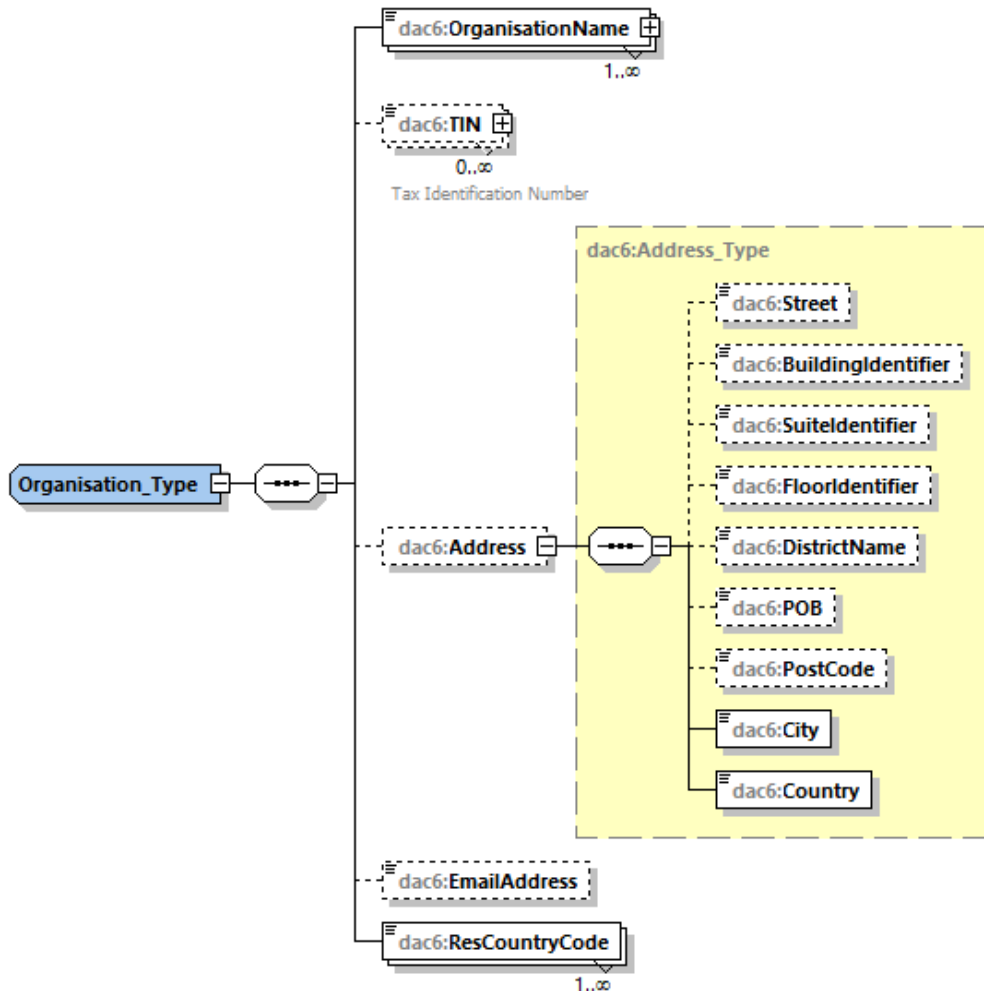 dac6:OrganisationName
1..∞
dac6:TIN
0..∞
Tax Identification Number
dac6:Address_Type
dac6:Street
dac6:BuildingIdentifier
dac6:SuiteIdentifier
Organisation_Type
dac6:FloorIdentifier
dac6:Address
dac6:DistrictName
dac6:POB
dac6:PostCode
dac6:City
dac6:Country
dac6:EmailAddress
dac6:ResCountryCode
1..∞